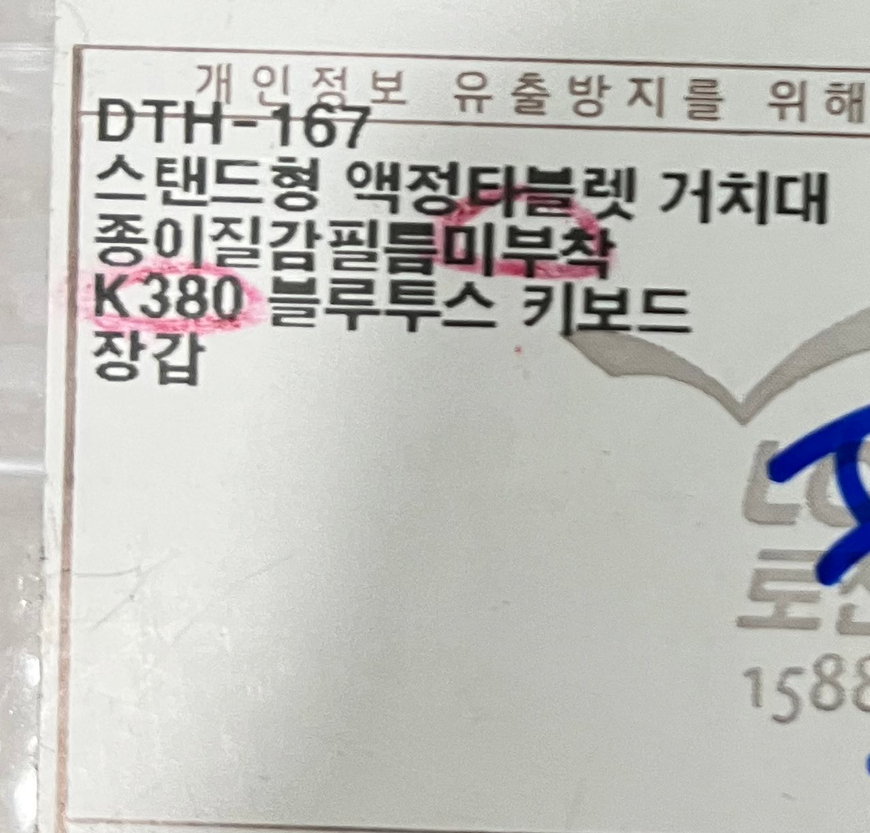 개인정보 유출방지를 위해
DTH-167
스탠드형 액정타블렛 거치대
종이질감필름미부착
K380 블루투스 키보드
장갑
로젠
1588